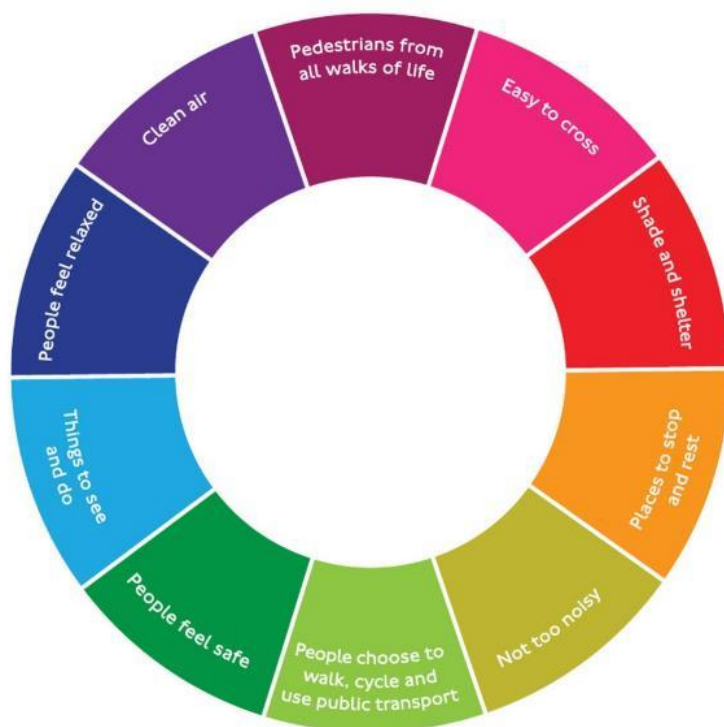 Pedestrians from
all walks of life
Easy to cross
Shade and shelter
Places to stop
and rest
Not too noisy
People choose to
walk, cycle and
use public transport
People feel safe
Things to see
and do
People feel relaxed
Clean air